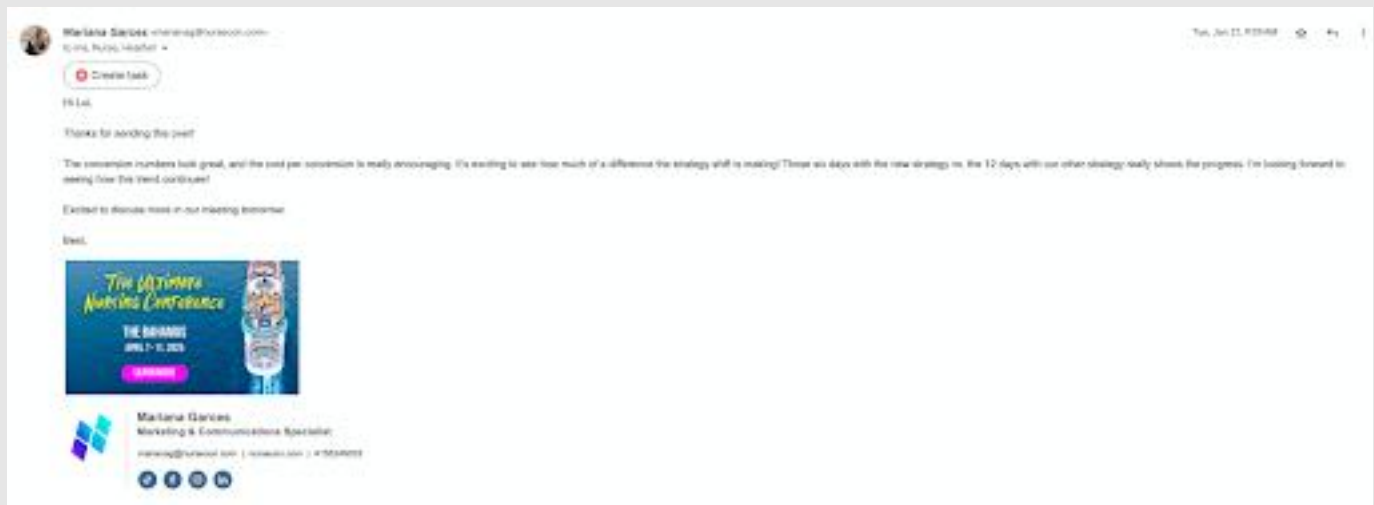 Mariana Garces
Create task
Thanks for sending this over!
The conversion numbers look great, and the cost per conversion is really encouraging. It's exciting to see how much of a difference the strategy shift is making! Those six days with the new strategy vs. the 12 days with our other strategy really shows the progress. I'm looking forward to
seeing how this trend continues!
Excited to discuss more in our meeting tomorrow.
Best,
The Ultimate
Nursing Conference
THE BAHAMAS
APRIL 7-11, 2025
Mariana Garces
Marketing & Communications Specialist